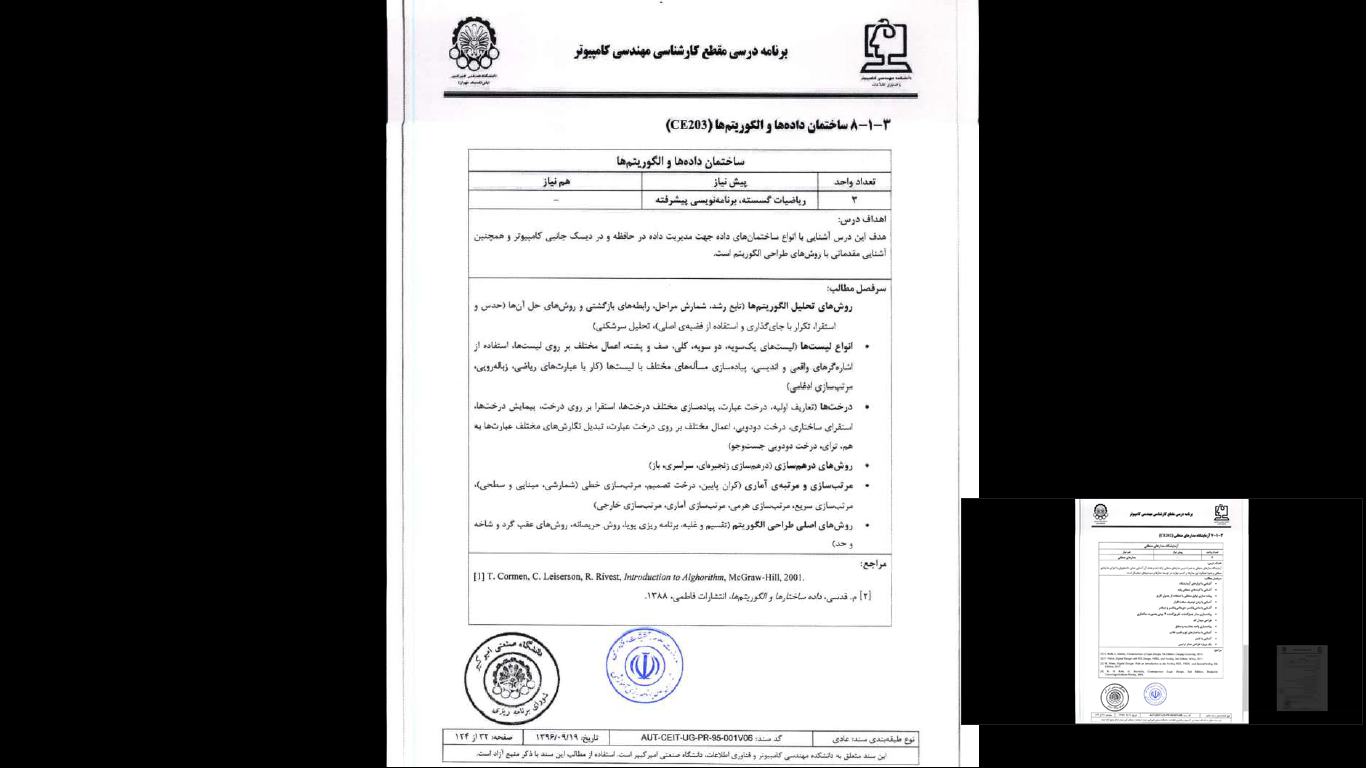 برنامه درسی مقطع کارشناسی مهندسی کامپیوتر
دانشکده مهندسی کامپیوتر
و فناوری اطلاعات
دانشگاه صنعتی امیرکبیر
(پلی‌تکنیک تهران)
۳-۱-۸ ساختمان داده‌ها و الگوریتم‌ها (CE203)
ساختمان داده‌ها و الگوریتم‌ها
تعداد واحد پیش نیاز هم نیاز
۳ ریاضیات گسسته، برنامه‌نویسی پیشرفته –
اهداف درس:
هدف این درس آشنایی با انواع ساختمان‌های داده جهت مدیریت داده در حافظه و در دیسک جانبی کامپیوتر و همچنین
آشنایی مقدماتی با روش‌های طراحی الگوریتم است.
سرفصل مطالب:
روش‌های تحلیل الگوریتم‌ها (تابع رشد، شمارش مراحل، رابطه‌های بازگشتی و روش‌های حل آن‌ها (حدس و
استقرا، تکرار با جای‌گذاری و استفاده از قضیه‌ی اصلی)، تحلیل سرشکنی)
• انواع لیست‌ها (لیست‌های یک‌سویه، دو سویه، کلی، صف و پشته، اعمال مختلف بر روی لیست‌ها، استفاده از
اشاره‌گرهای واقعی و اندیسی، پیاده‌سازی مسأله‌های مختلف با لیست‌ها (کار با عبارت‌های ریاضی، زباله‌روبی،
مرتب‌سازی ادغامی)
• درخت‌ها (تعاریف اولیه، درخت عبارت، پیاده‌سازی مختلف درخت‌ها، استقرا بر روی درخت، پیمایش درخت‌ها،
استقرای ساختاری، درخت دودویی، اعمال مختلف بر روی درخت عبارت، تبدیل نگارش‌های مختلف عبارت‌ها به
هم، ترای، درخت دودویی جست‌وجو)
• روش‌های درهم‌سازی (درهم‌سازی زنجیره‌ای، سراسری، باز)
• مرتب‌سازی و مرتبه‌ی آماری (کران پایین، درخت تصمیم، مرتب‌سازی خطی (شمارشی، مبنایی و سطحی)،
مرتب‌سازی سریع، مرتب‌سازی هرمی، مرتب‌سازی آماری، مرتب‌سازی خارجی)
• روش‌های اصلی طراحی الگوریتم (تقسیم و غلبه، برنامه ریزی پویا، روش حریصانه، روش‌های عقب گرد و شاخه
و حد)
مراجع:
[1] T. Cormen, C. Leiserson, R. Rivest, Introduction to Alghorithm, McGraw-Hill, 2001.
[۲] م. قدسی، داده ساختارها و الگوریتم‌ها، انتشارات فاطمی، ۱۳۸۸.
دانشگاه صنعتی امیر کبیر
شورای برنامه ریزی
نوع طبقه‌بندی سند: عادی کد سند: AUT-CEIT-UG-PR-95-001V06 تاریخ: ۱۳۹۶/۰۹/۱۹ صفحه: ۳۲ از ۱۲۴
این سند متعلق به دانشکده مهندسی کامپیوتر و فناوری اطلاعات، دانشگاه صنعتی امیرکبیر است. استفاده از مطالب این سند با ذکر منبع آزاد است.
برنامه درسی مقطع کارشناسی مهندسی کامپیوتر
۳-۱-۷ آزمایشگاه مدارهای منطقی (CE202)
آزمایشگاه مدارهای منطقی